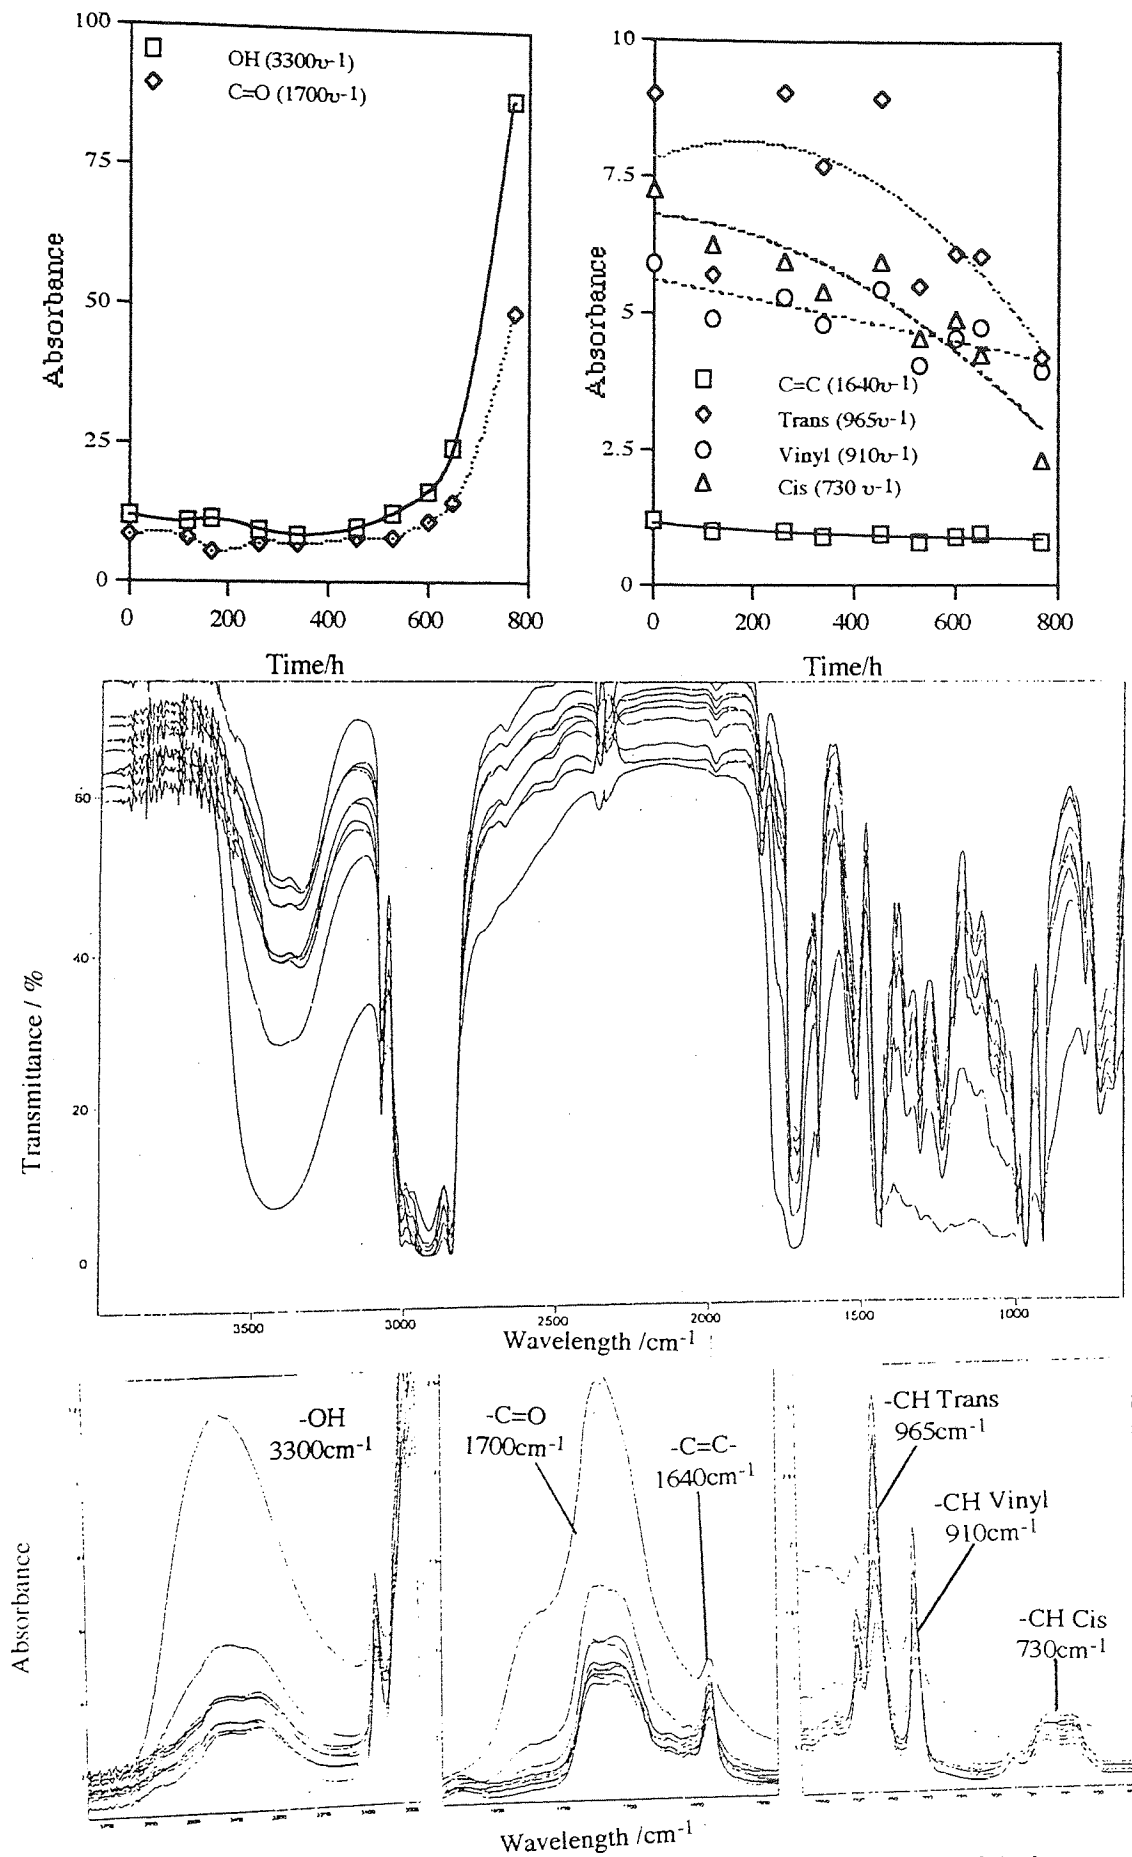 100
75
50
25
0
Absorbance
OH (3300υ-1)
C=O (1700υ-1)
0
200
400
600
800
Time/h
10
7.5
5
2.5
0
Absorbance
C=C (1640υ-1)
Trans (965υ-1)
Vinyl (910υ-1)
Cis (730 υ-1)
0
200
400
600
800
Time/h
Transmittance / %
60
40
20
0
3500
3000
2500
2000
1500
1000
Wavelength /cm-1
Absorbance
-OH
3300cm-1
-C=O
1700cm-1
-C=C-
1640cm-1
-CH Trans
965cm-1
-CH Vinyl
910cm-1
-CH Cis
730cm-1
Wavelength /cm-1